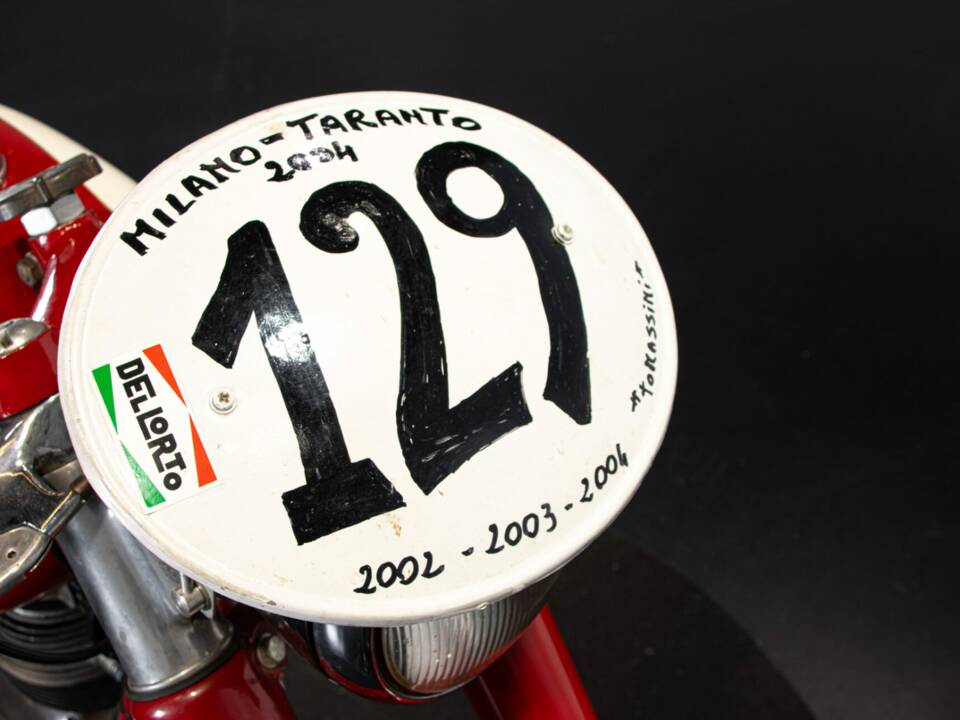 MILANO-TARANTO
2004
129
DELLORTO
2002 - 2003 - 2004